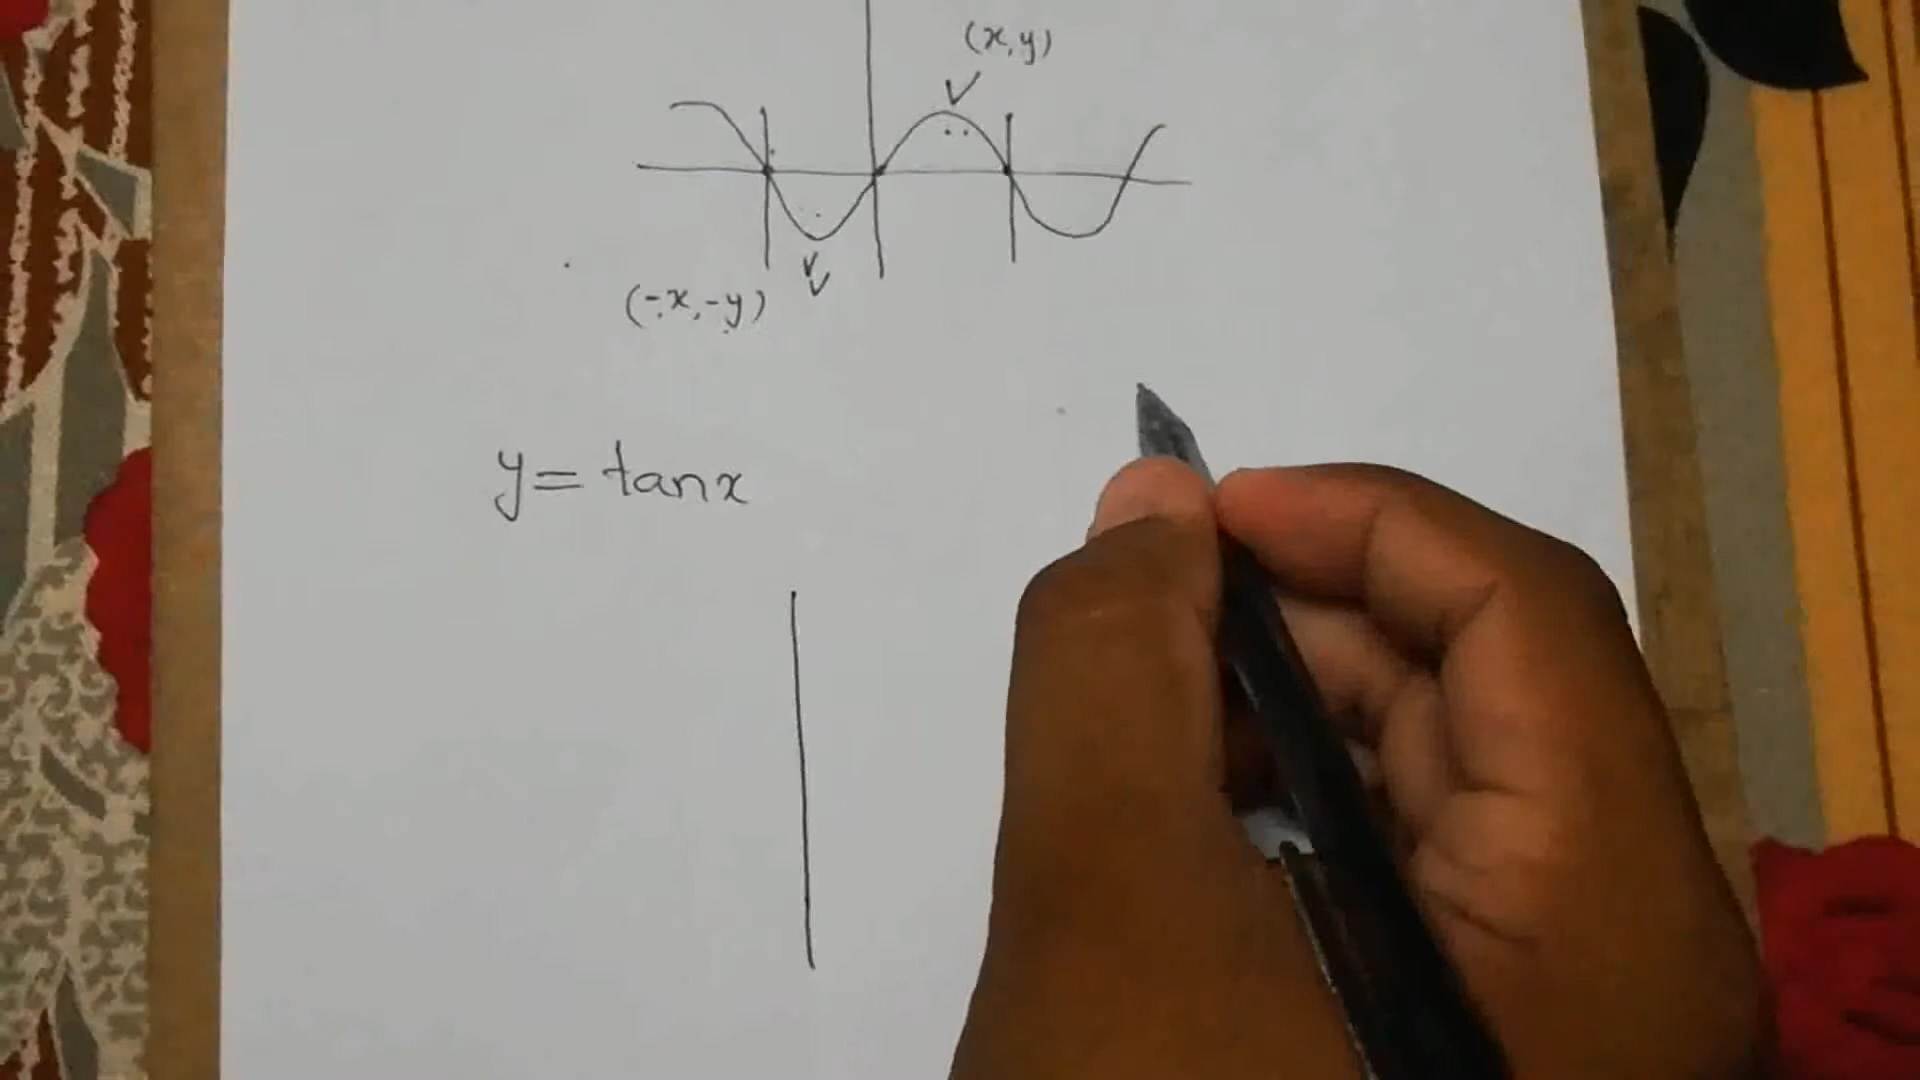 (x,y)
(-x,-y)
y= tanx